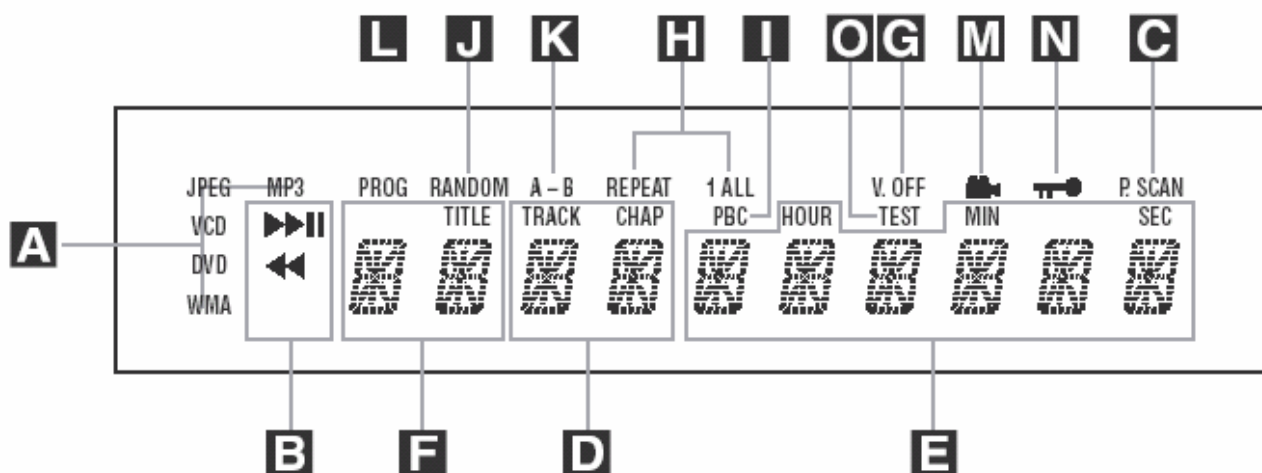 L J K H I O G M N C
JPEG MP3 PROG RANDOM A – B REPEAT 1 ALL V. OFF P. SCAN
VCD TITLE TRACK CHAP PBC HOUR TEST MIN SEC
A
DVD
WMA
B F D E